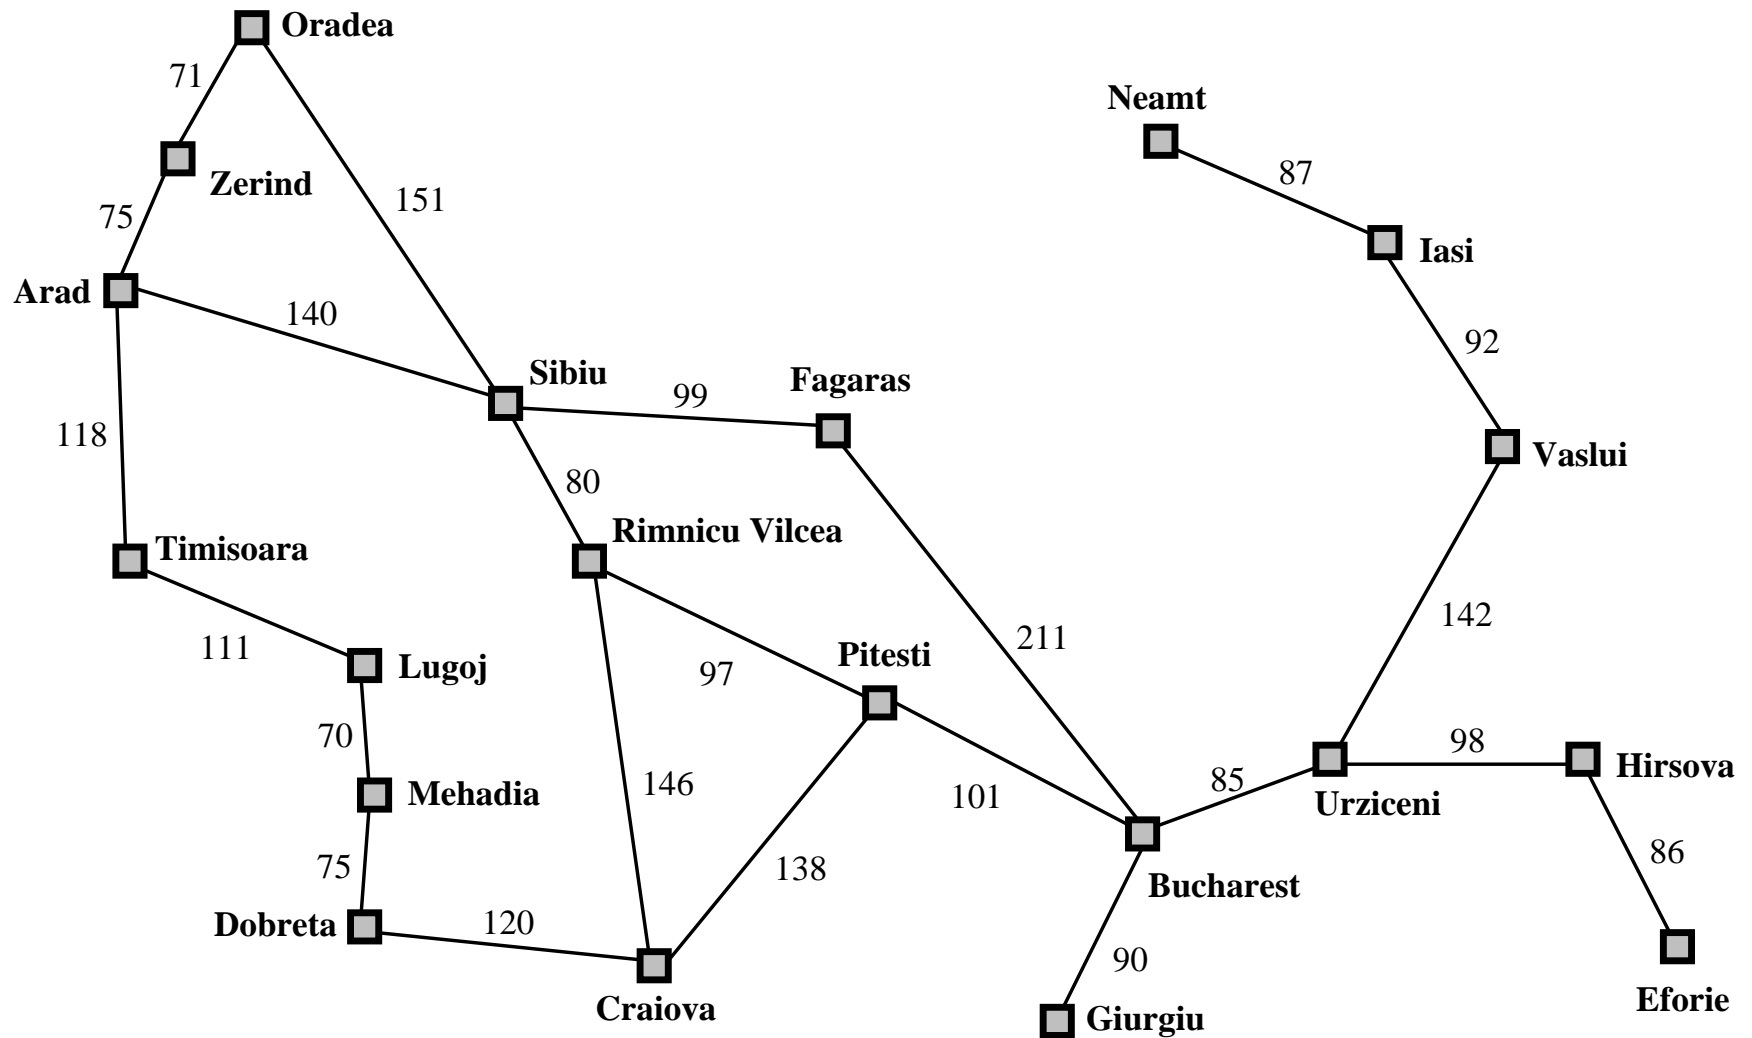 Oradea
71
Neamt
87
Zerind
151
75
Iasi
Arad
140
92
Sibiu
Fagaras
99
118
Vaslui
80
Rimnicu Vilcea
Timisoara
142
211
111
Lugoj
97
Pitesti
70
98
Hirsova
85
Mehadia
146
101
Urziceni
75
138
86
Bucharest
Dobreta
120
90
Eforie
Craiova
Giurgiu